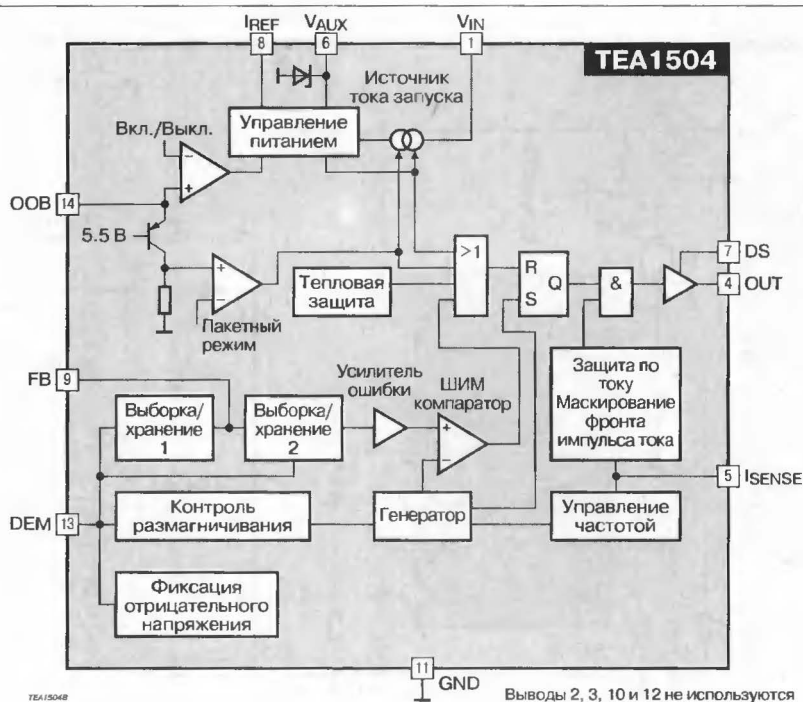 IREF VAUX VIN
8 6 1
TEA1504
Источник
тока запуска
Вкл./Выкл.
Управление
питанием
−
+
OOB 14
5.5 В
+
−
Пакетный
режим
Тепловая
защита
>1
R
S
Q
&
7 DS
4 OUT
FB
9
Усилитель
ошибки
ШИМ
компаратор
Выборка/
хранение
1
Выборка/
хранение
2
+
−
Защита по
току
Маскирование
фронта
импульса тока
5 ISENSE
DEM 13
Контроль
размагничивания
Генератор
Управление
частотой
Фиксация
отрицательного
напряжения
11
GND
TEA1504B
Выводы 2, 3, 10 и 12 не используются